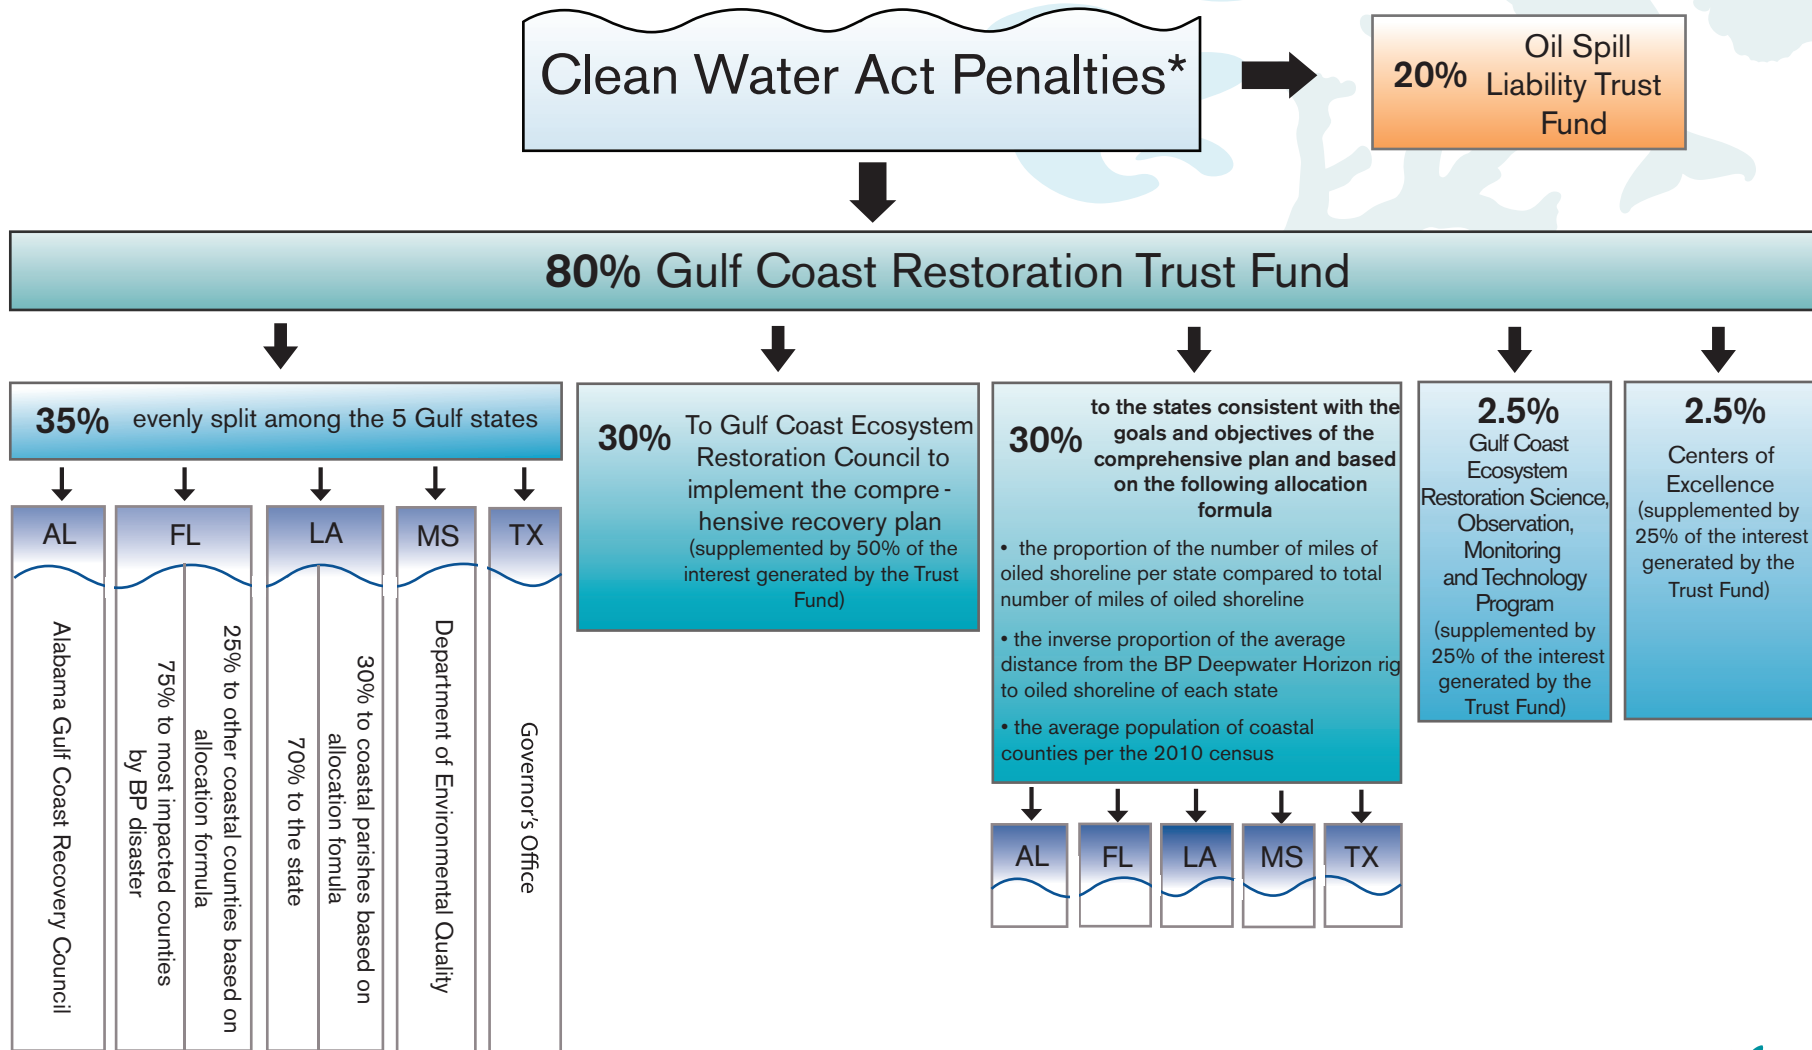 Clean Water Act Penalties*
20%
Oil Spill
Liability Trust
Fund
80% Gulf Coast Restoration Trust Fund
35% evenly split among the 5 Gulf states
AL
FL
LA
MS
TX
Alabama Gulf Coast Recovery Council
25% to other coastal counties based on
allocation formula
75% to most impacted counties
by BP disaster
30% to coastal parishes based on
allocation fomula
70% to the state
Department of Environmental Quality
Governor's Office
30%
To Gulf Coast Ecosystem
Restoration Council to
implement the compre-
hensive recovery plan
(supplemented by 50% of the
interest generated by the Trust
Fund)
30%
to the states consistent with the
goals and objectives of the
comprehensive plan and based
on the following allocation
formula
• the proportion of the number of miles of
oiled shoreline per state compared to total
number of miles of oiled shoreline
• the inverse proportion of the average
distance from the BP Deepwater Horizon rig
to oiled shoreline of each state
• the average population of coastal
counties per the 2010 census
AL
FL
LA
MS
TX
2.5%
Gulf Coast
Ecosystem
Restoration Science,
Observation,
Monitoring
and Technology
Program
(supplemented by
25% of the interest
generated by the
Trust Fund)
2.5%
Centers of
Excellence
(supplemented by
25% of the interest
generated by the
Trust Fund)